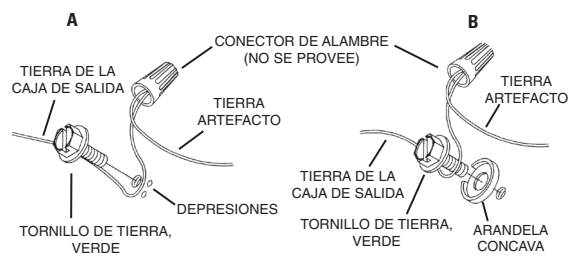 A
B
CONECTOR DE ALAMBRE
(NO SE PROVEE)
TIERRA DE LA
CAJA DE SALIDA
TIERRA
ARTEFACTO
DEPRESIONES
TORNILLO DE TIERRA,
VERDE
TIERRA
ARTEFACTO
TIERRA DE LA
CAJA DE SALIDA
TORNILLO DE TIERRA,
VERDE
ARANDELA
CONCAVA